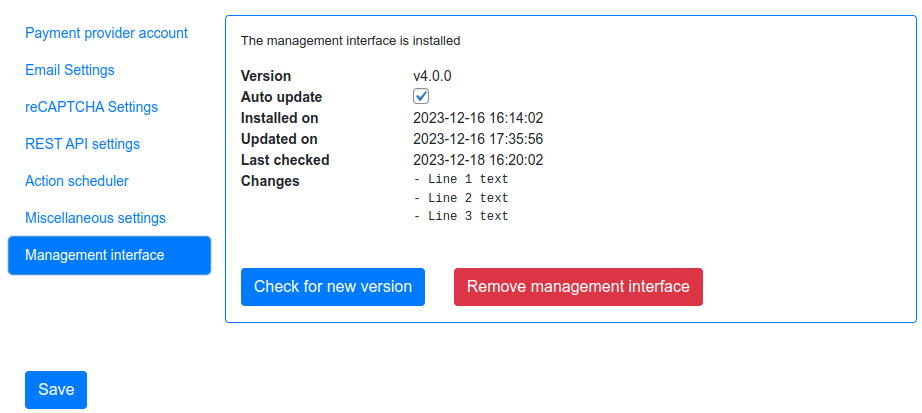 Payment provider account
Email Settings
reCAPTCHA Settings
REST API settings
Action scheduler
Miscellaneous settings
Management interface
The management interface is installed
Version v4.0.0
Auto update
Installed on 2023-12-16 16:14:02
Updated on 2023-12-16 17:35:56
Last checked 2023-12-18 16:20:02
Changes - Line 1 text
- Line 2 text
- Line 3 text
Check for new version Remove management interface
Save